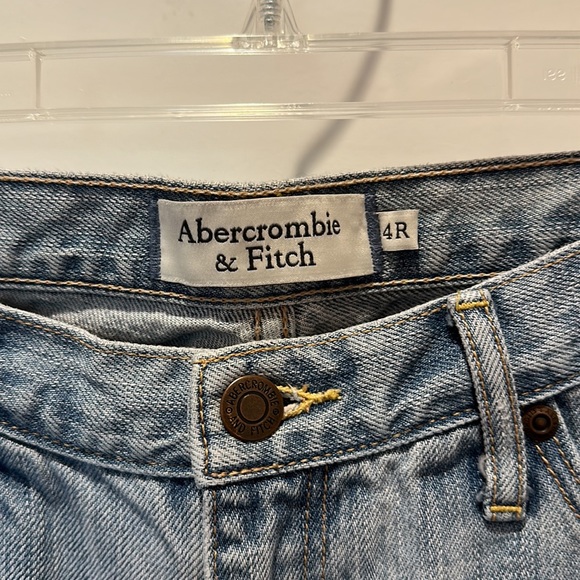 Abercrombie
& Fitch
4R
ABERCROMBIE
AND FITCH